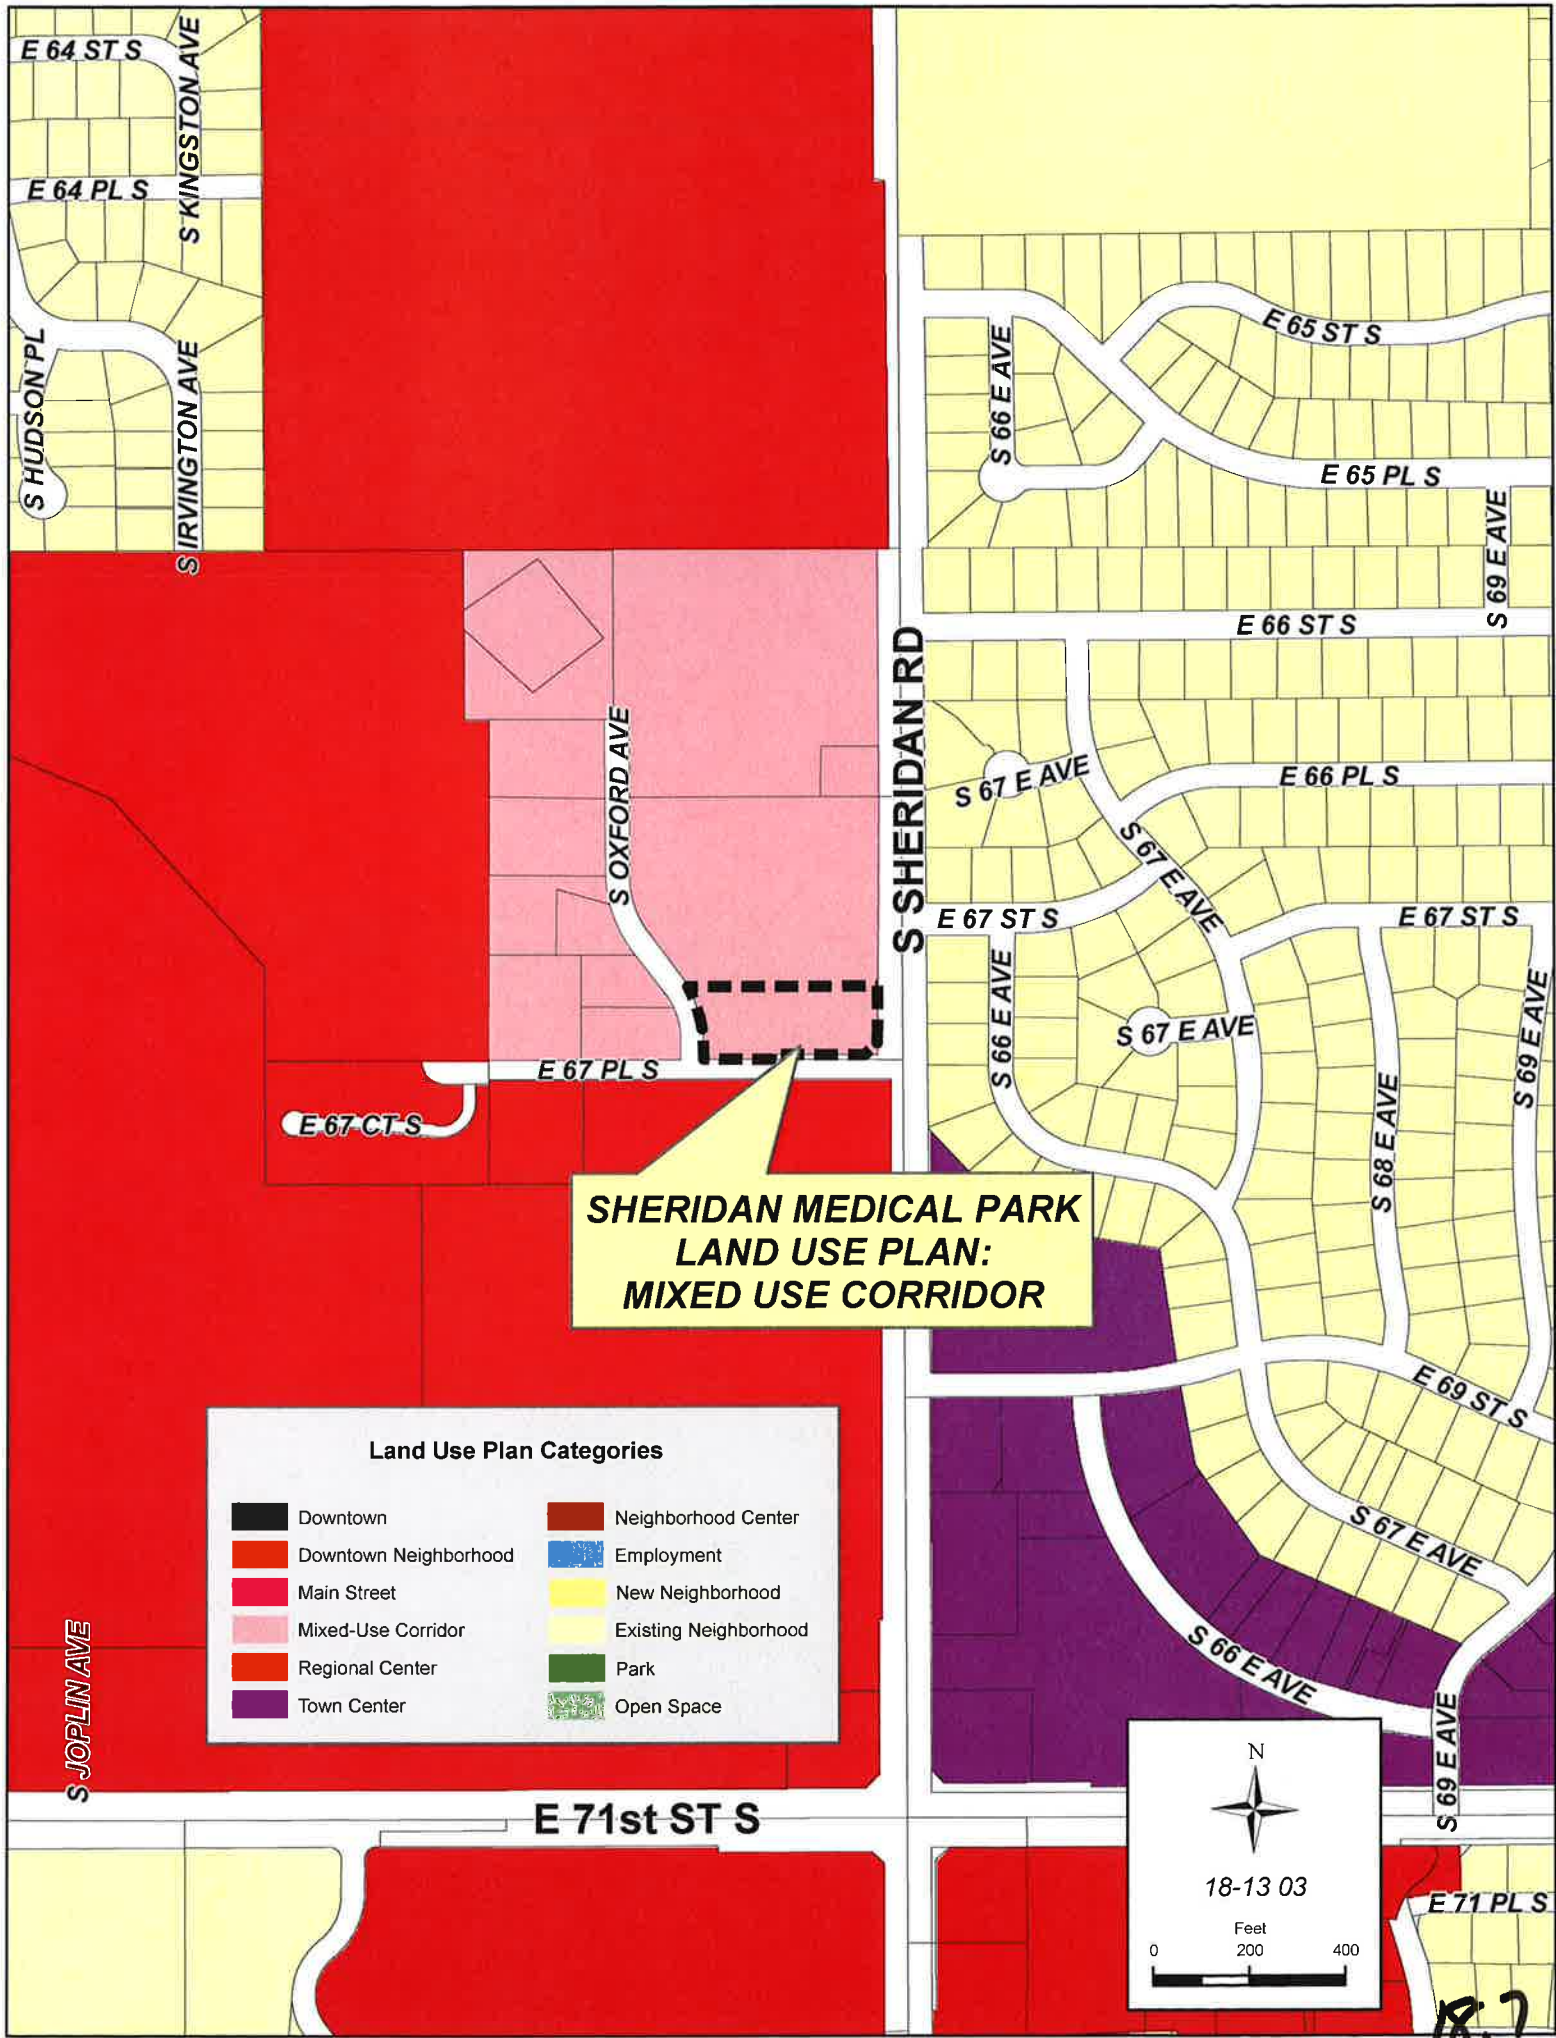 E 64 ST S
S KINGSTON AVE
E 64 PL S
S HUDSON PL
S IRVINGTON AVE
E 65 ST S
S 66 E AVE
E 65 PL S
S 69 E AVE
E 66 ST S
S SHERIDAN RD
S OXFORD AVE
S 67 E AVE
E 66 PL S
S 67 E AVE
E 67 ST S
E 67 ST S
S 66 E AVE
S 67 E AVE
S 69 E AVE
S 68 E AVE
E 67 PL S
E 67 CT S
SHERIDAN MEDICAL PARK
LAND USE PLAN:
MIXED USE CORRIDOR
E 69 ST S
S 67 E AVE
S 66 E AVE
S 69 E AVE
Land Use Plan Categories
Downtown
Downtown Neighborhood
Main Street
Mixed-Use Corridor
Regional Center
Town Center
Neighborhood Center
Employment
New Neighborhood
Existing Neighborhood
Park
Open Space
S JOPLIN AVE
E 71st ST S
N
18-13 03
Feet
0 200 400
E 71 PL S
18.7